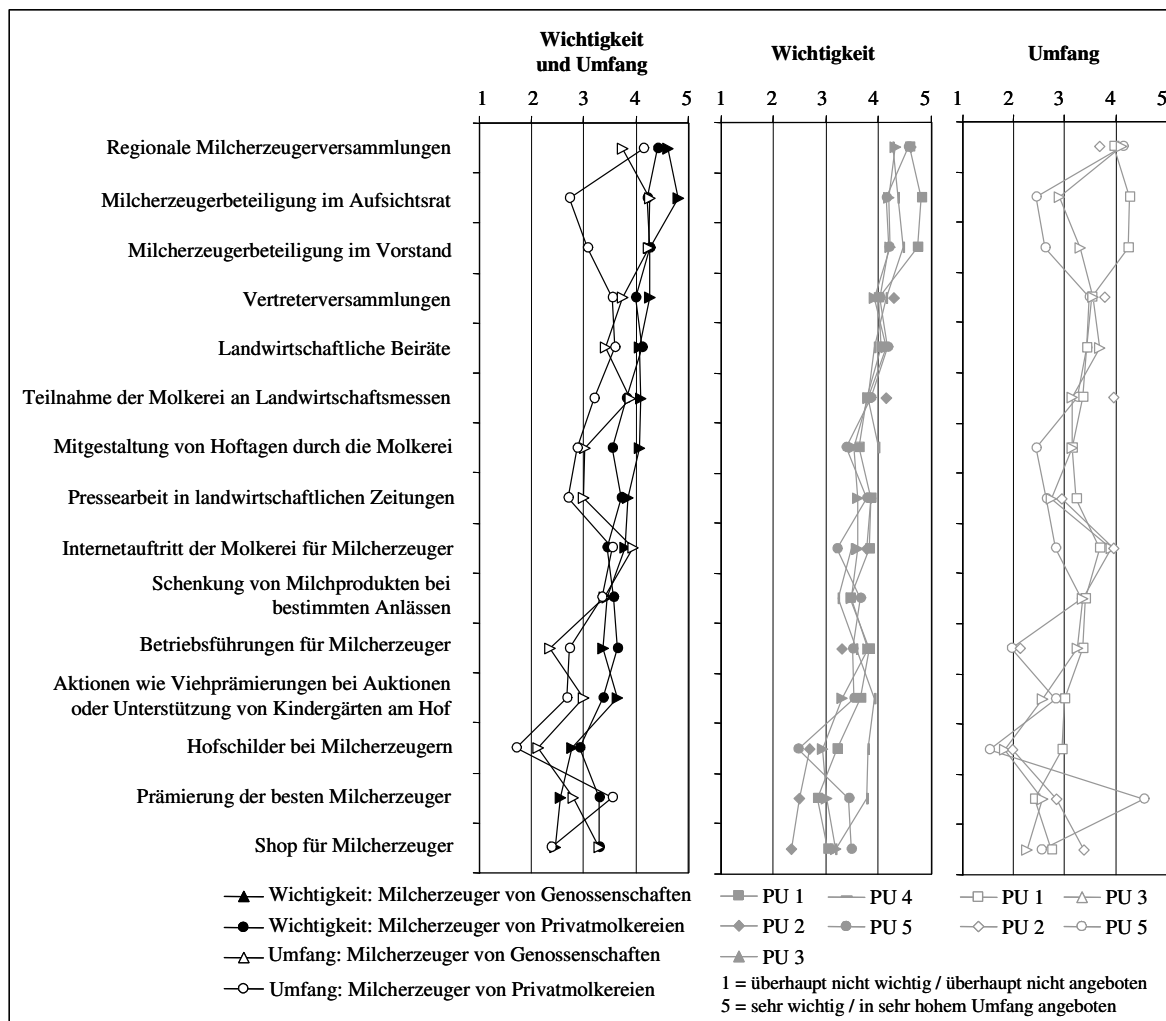 Wichtigkeit
und Umfang
Wichtigkeit
Umfang
1 2 3 4 5
1 2 3 4 5
1 2 3 4 5
Regionale Milcherzeugerversammlungen
Milcherzeugerbeteiligung im Aufsichtsrat
Milcherzeugerbeteiligung im Vorstand
Vertreterversammlungen
Landwirtschaftliche Beiräte
Teilnahme der Molkerei an Landwirtschaftsmessen
Mitgestaltung von Hoftagen durch die Molkerei
Pressearbeit in landwirtschaftlichen Zeitungen
Internetauftritt der Molkerei für Milcherzeuger
Schenkung von Milchprodukten bei
bestimmten Anlässen
Betriebsführungen für Milcherzeuger
Aktionen wie Viehprämierungen bei Auktionen
oder Unterstützung von Kindergärten am Hof
Hofschilder bei Milcherzeugern
Prämierung der besten Milcherzeuger
Shop für Milcherzeuger
Wichtigkeit: Milcherzeuger von Genossenschaften
Wichtigkeit: Milcherzeuger von Privatmolkereien
Umfang: Milcherzeuger von Genossenschaften
Umfang: Milcherzeuger von Privatmolkereien
PU 1 PU 4
PU 2 PU 5
PU 3
PU 1 PU 3
PU 2 PU 5
1 = überhaupt nicht wichtig / überhaupt nicht angeboten
5 = sehr wichtig / in sehr hohem Umfang angeboten